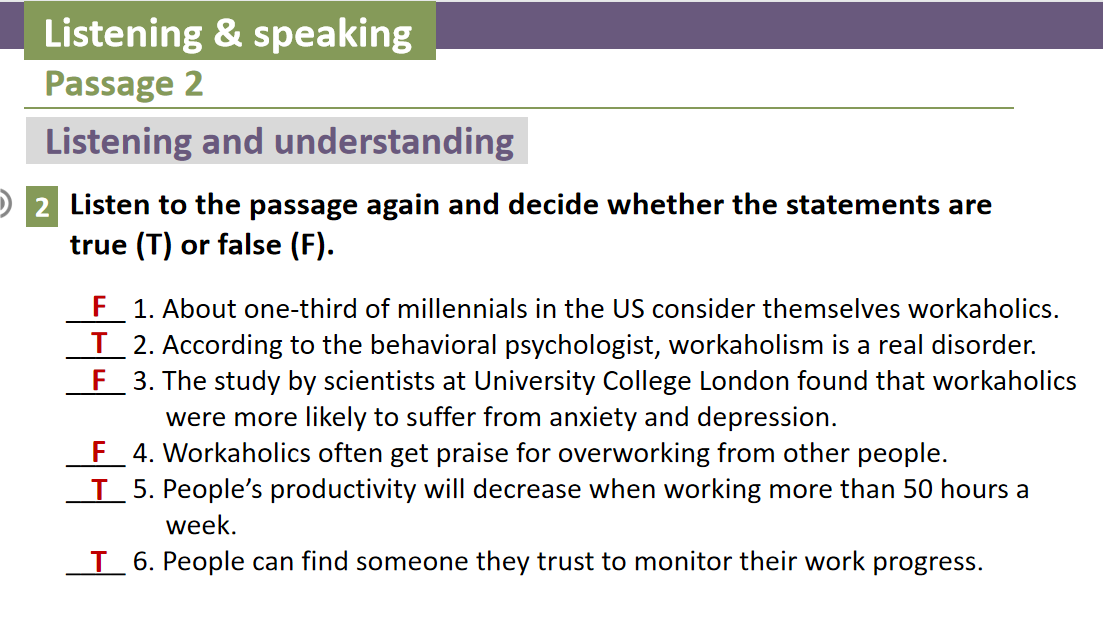 Listening & speaking
Passage 2
Listening and understanding
2 Listen to the passage again and decide whether the statements are
true (T) or false (F).
F 1. About one-third of millennials in the US consider themselves workaholics.
T 2. According to the behavioral psychologist, workaholism is a real disorder.
F 3. The study by scientists at University College London found that workaholics
were more likely to suffer from anxiety and depression.
F 4. Workaholics often get praise for overworking from other people.
T 5. People’s productivity will decrease when working more than 50 hours a
week.
T 6. People can find someone they trust to monitor their work progress.